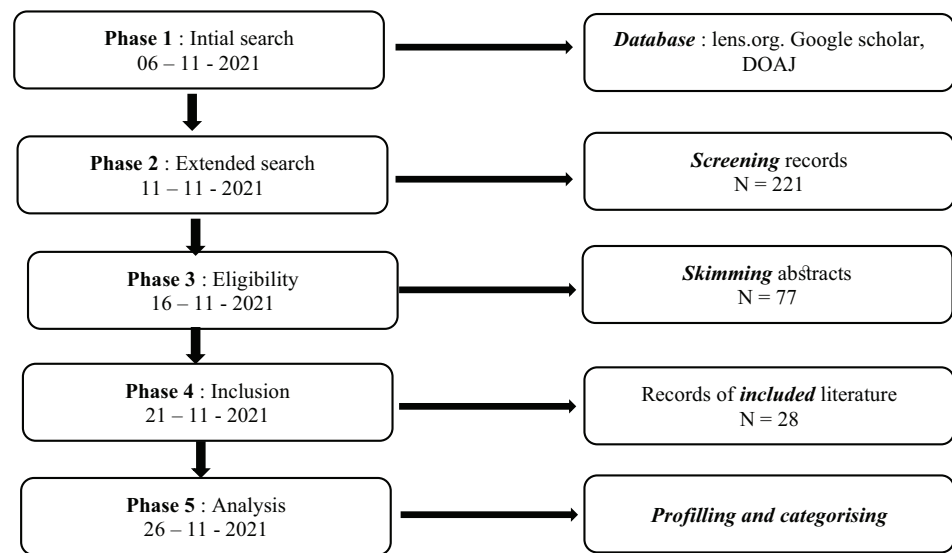 Phase 1 : Intial search
06 – 11 - 2021
Database : lens.org. Google scholar,
DOAJ
Phase 2 : Extended search
11 – 11 - 2021
Screening records
N = 221
Phase 3 : Eligibility
16 – 11 - 2021
Skimming abstracts
N = 77
Phase 4 : Inclusion
21 – 11 - 2021
Records of included literature
N = 28
Phase 5 : Analysis
26 – 11 - 2021
Profilling and categorising